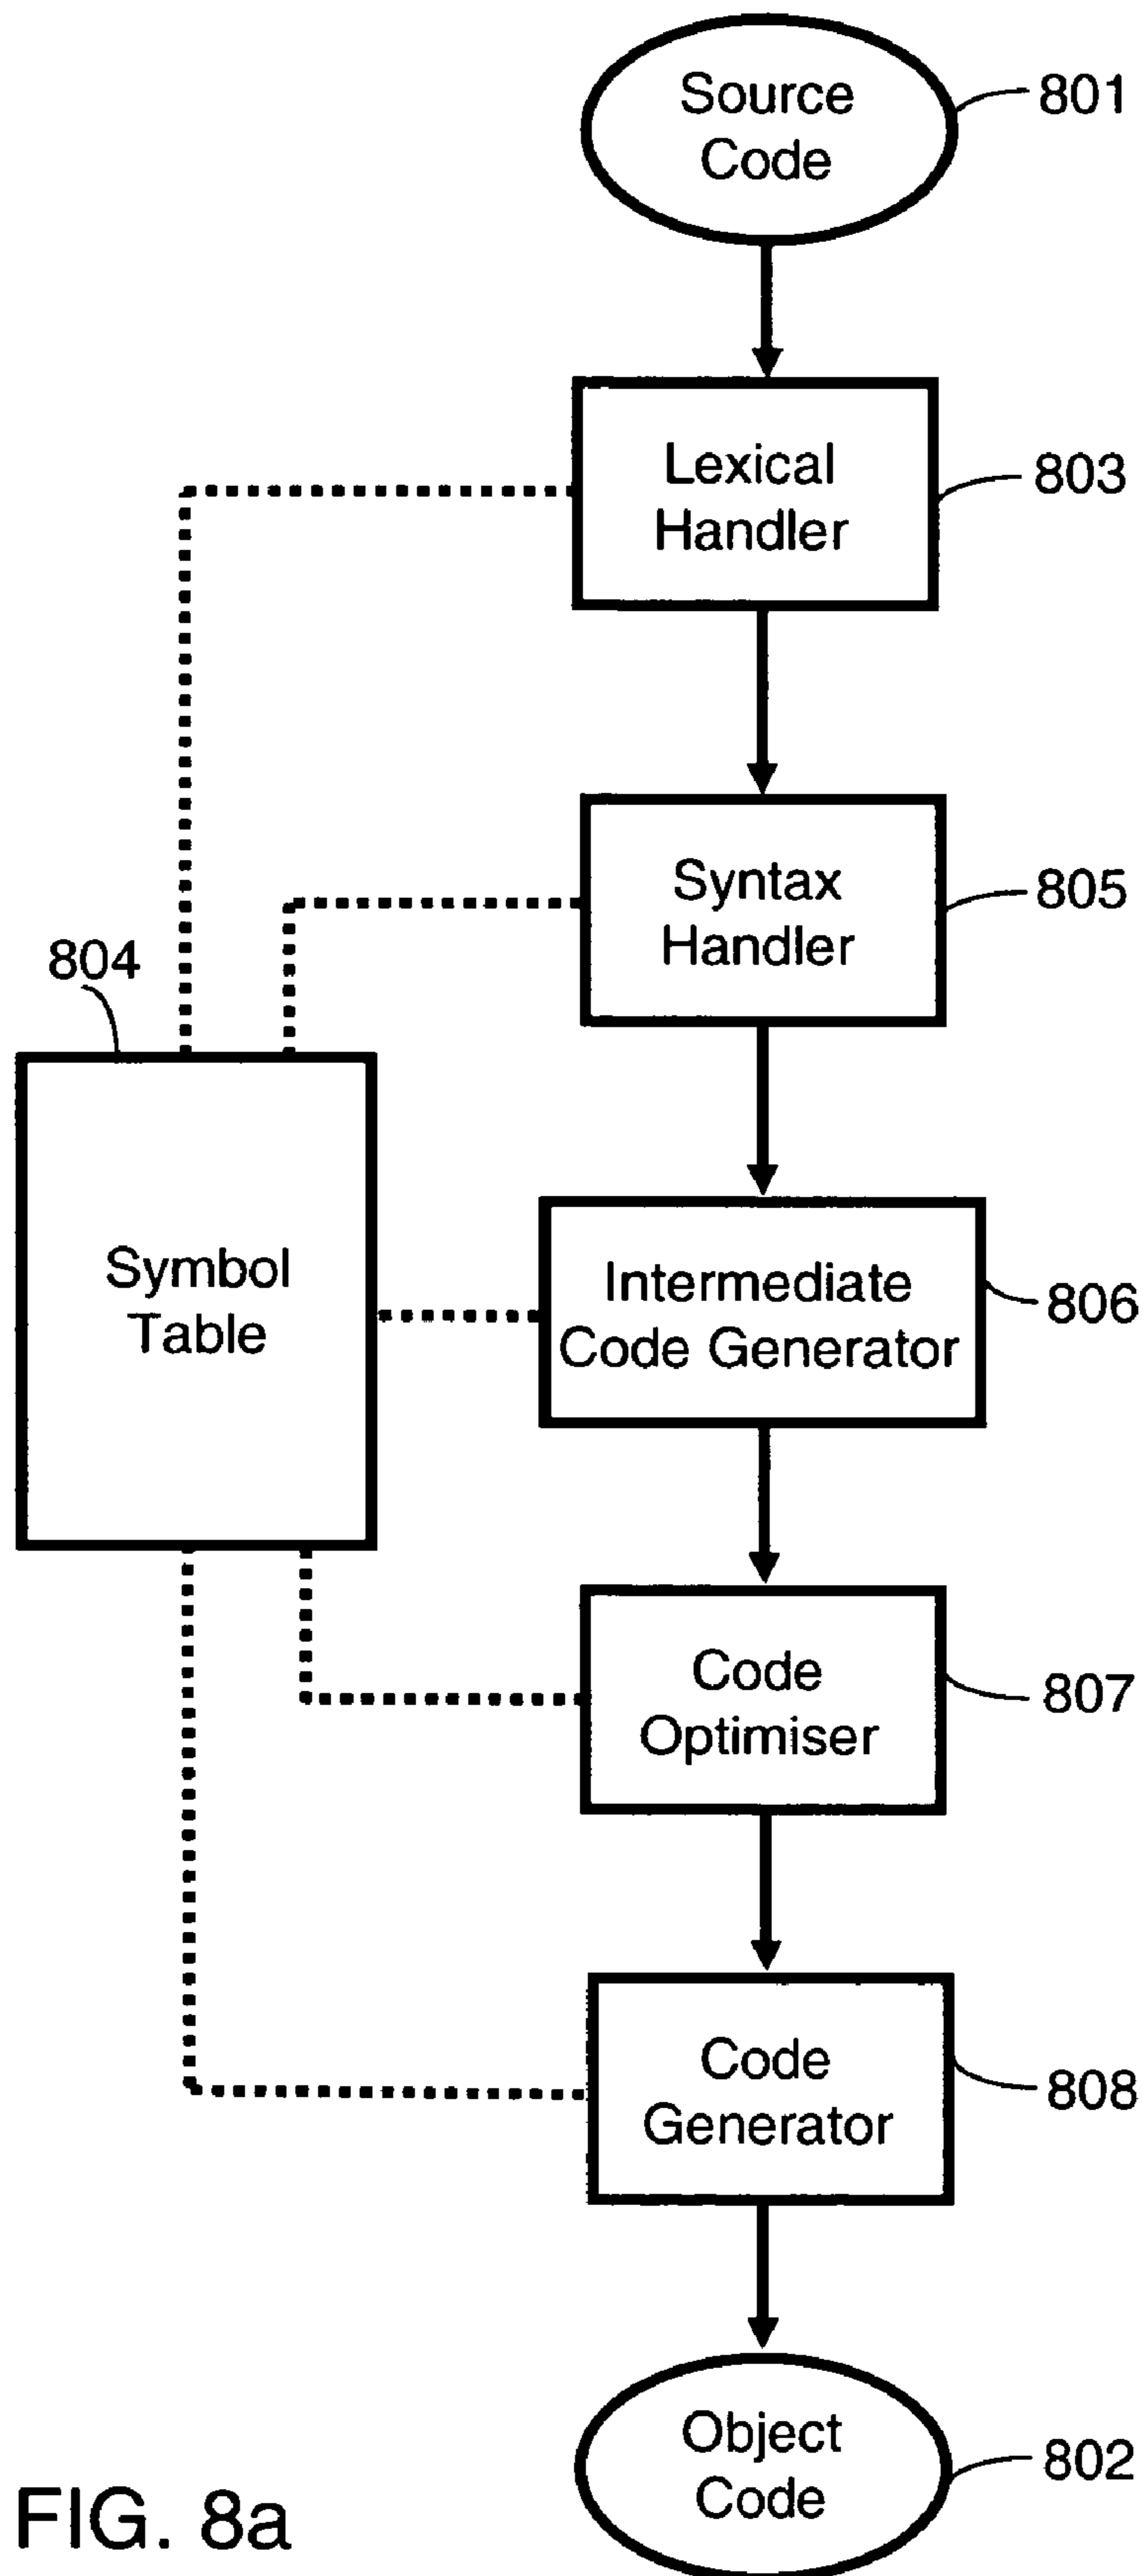 Source
Code
801
Lexical
Handler
803
Syntax
Handler
805
804
Symbol
Table
Intermediate
Code Generator
806
Code
Optimiser
807
Code
Generator
808
Object
Code
802
FIG. 8a